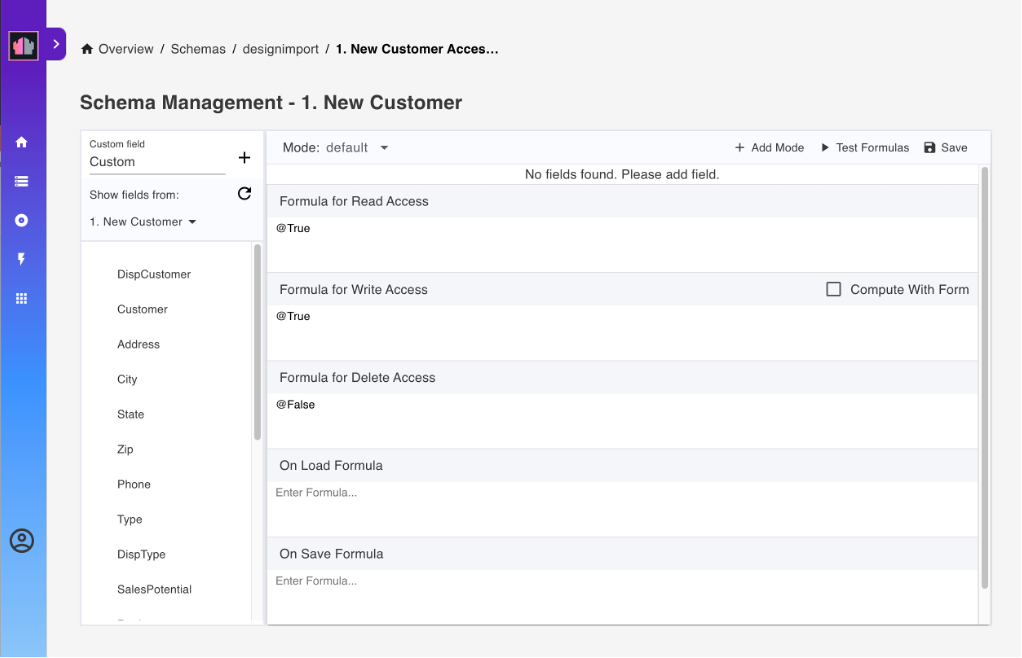 Overview / Schemas / designimport / 1. New Customer Acces...
Schema Management - 1. New Customer
Custom field
Custom
Show fields from:
1. New Customer
DispCustomer
Customer
Address
City
State
Zip
Phone
Type
DispType
SalesPotential
Mode: default
Add Mode
Test Formulas
Save
No fields found. Please add field.
Formula for Read Access
@True
Formula for Write Access
Compute With Form
@True
Formula for Delete Access
@False
On Load Formula
Enter Formula...
On Save Formula
Enter Formula...